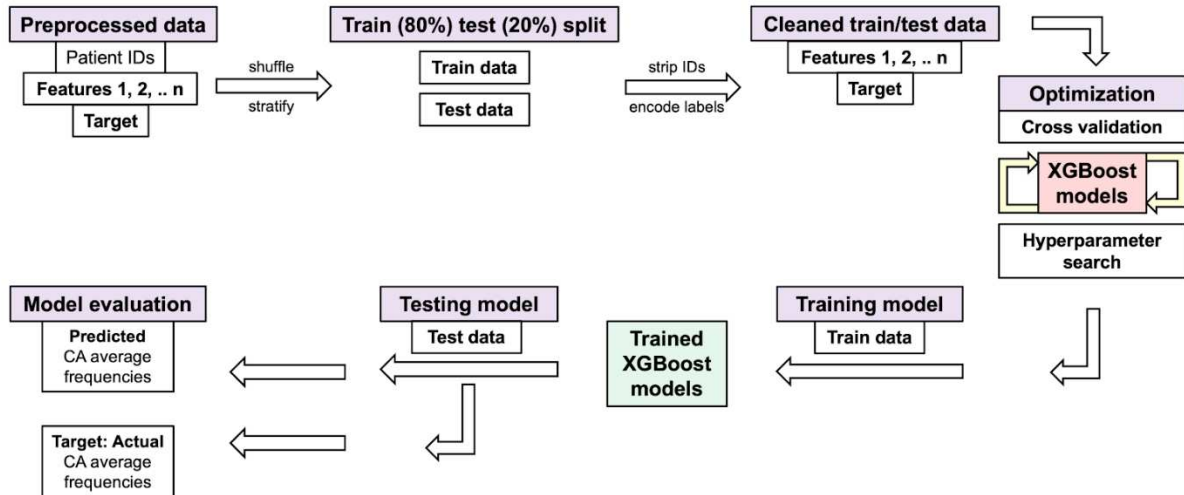 Preprocessed data
Patient IDs
Features 1, 2, .. n
Target
shuffle
stratify
Train (80%) test (20%) split
Train data
Test data
strip IDs
encode labels
Cleaned train/test data
Features 1, 2, .. n
Target
Optimization
Cross validation
XGBoost
models
Hyperparameter
search
Training model
Train data
Trained
XGBoost
models
Testing model
Test data
Model evaluation
Predicted
CA average
frequencies
Target: Actual
CA average
frequencies